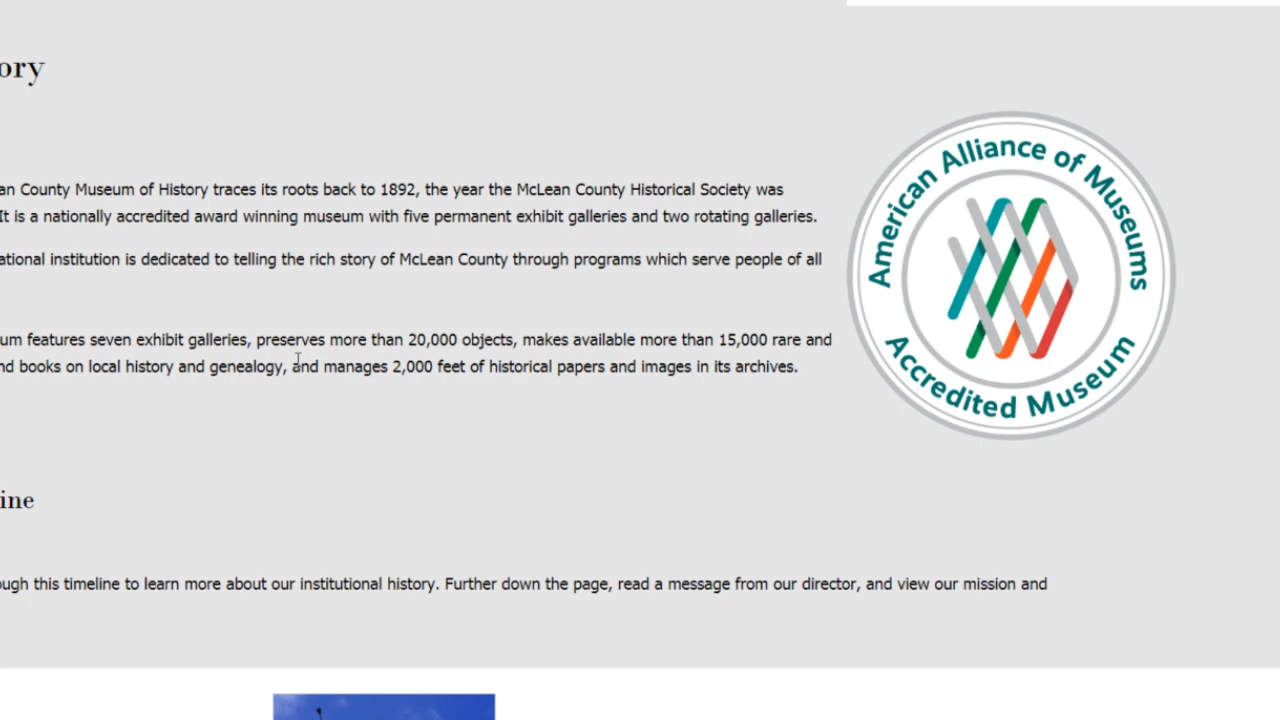 ory
an County Museum of History traces its roots back to 1892, the year the McLean County Historical Society was
It is a nationally accredited award winning museum with five permanent exhibit galleries and two rotating galleries.
ational institution is dedicated to telling the rich story of McLean County through programs which serve people of all
um features seven exhibit galleries, preserves more than 20,000 objects, makes available more than 15,000 rare and
nd books on local history and genealogy, and manages 2,000 feet of historical papers and images in its archives.
American Alliance of Museums
Accredited Museum
ine
ough this timeline to learn more about our institutional history. Further down the page, read a message from our director, and view our mission and